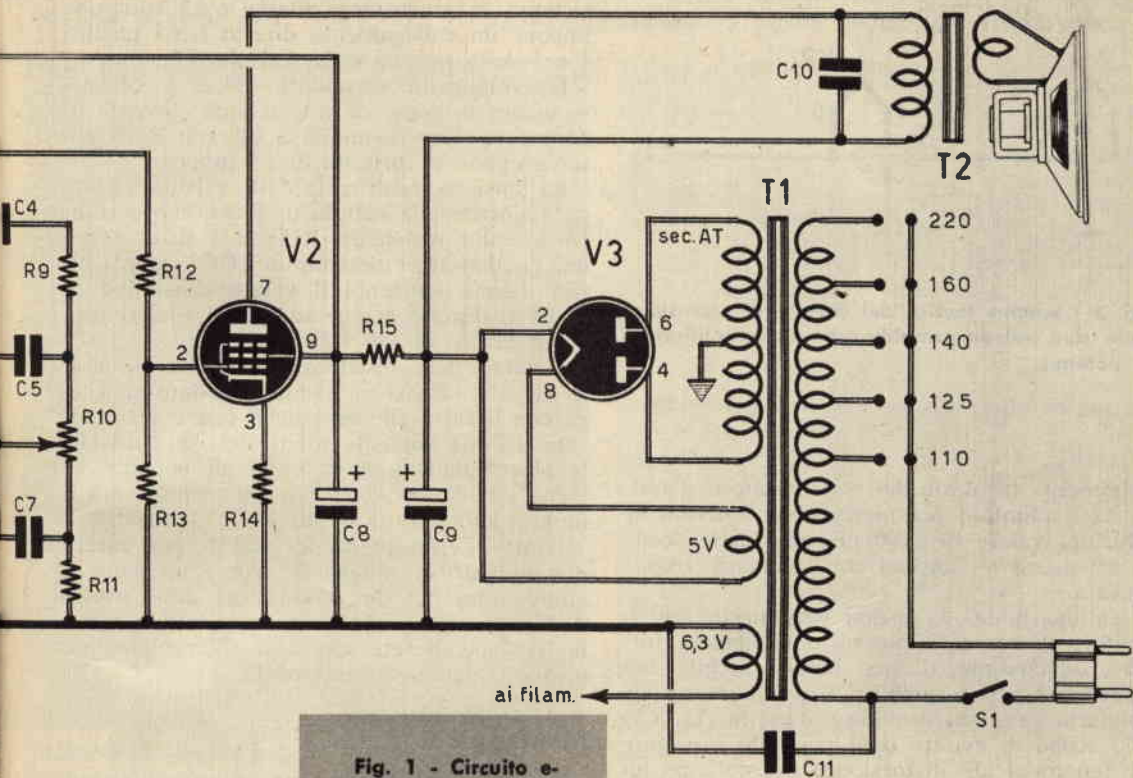 C10
T2
T1
C4
V2
V3
sec. AT
220
R9
R12
160
7
6
2
9
R15
2
140
C5
8
4
3
125
R10
110
C7
R13
R14
+
+
C8
C9
5V
R11
6,3 V
ai filam.
S1
Fig. 1 - Circuito e-
C11